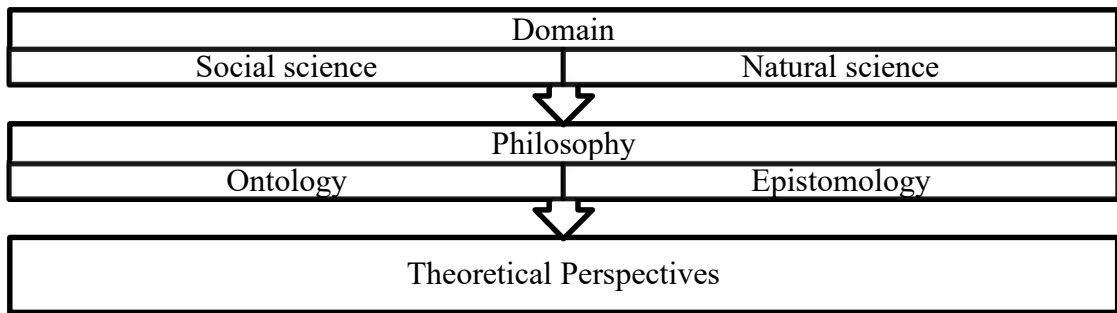 Domain
Social science Natural science
Philosophy
Ontology Epistomology
Theoretical Perspectives